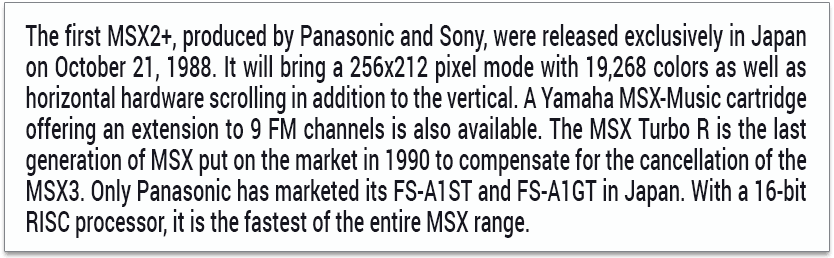 The first MSX2+, produced by Panasonic and Sony, were released exclusively in Japan
on October 21, 1988. It will bring a 256x212 pixel mode with 19,268 colors as well as
horizontal hardware scrolling in addition to the vertical. A Yamaha MSX-Music cartridge
offering an extension to 9 FM channels is also available. The MSX Turbo R is the last
generation of MSX put on the market in 1990 to compensate for the cancellation of the
MSX3. Only Panasonic has marketed its FS-A1ST and FS-A1GT in Japan. With a 16-bit
RISC processor, it is the fastest of the entire MSX range.